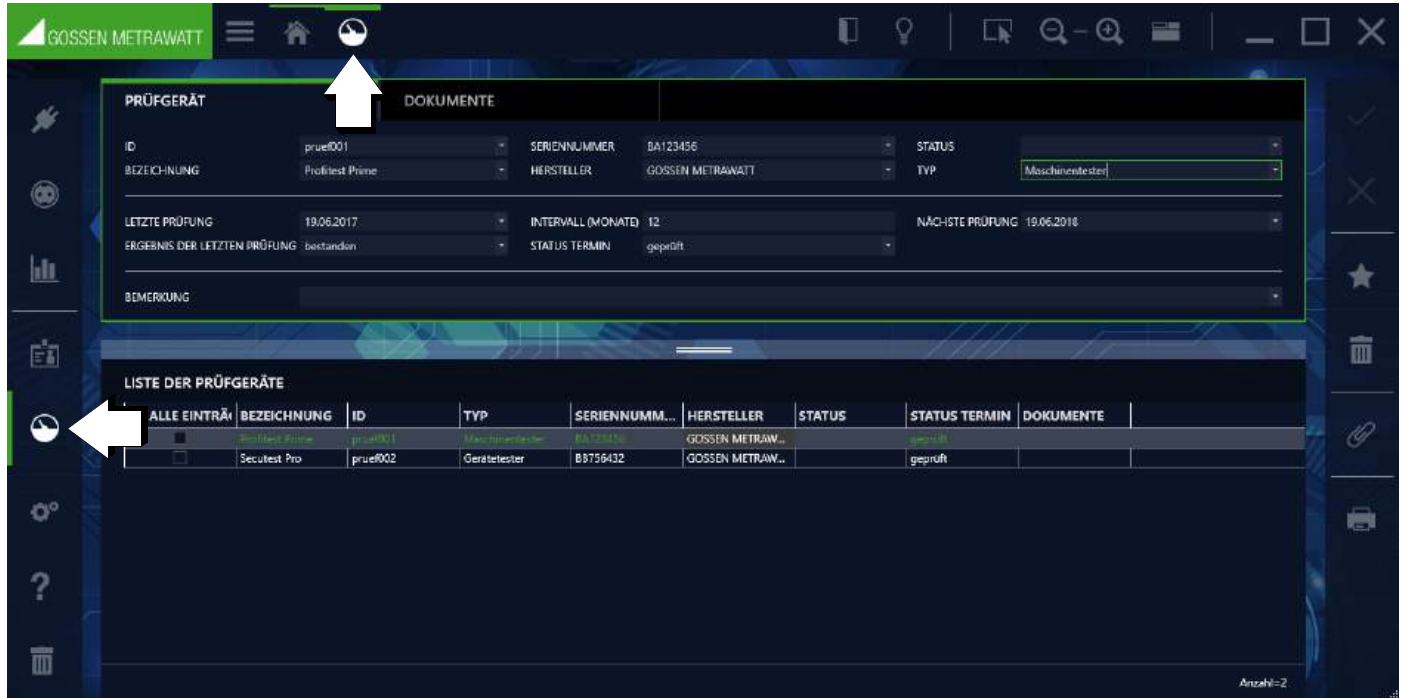 GOSSEN METRAWATT
PRÜFGERÄT DOKUMENTE
ID pruef001 SERIENNUMMER BA123456 STATUS
BEZEICHNUNG Profitest Prime HERSTELLER GOSSEN METRAWATT TYP Maschinentester
LETZTE PRÜFUNG 19.06.2017 INTERVALL (MONATE) 12 NÄCHSTE PRÜFUNG 19.06.2018
ERGEBNIS DER LETZTEN PRÜFUNG bestanden STATUS TERMIN geprüft
BEMERKUNG
LISTE DER PRÜFGERÄTE
ALLE EINTRÄ BEZEICHNUNG ID TYP SERIENNUMM... HERSTELLER STATUS STATUS TERMIN DOKUMENTE
Profitest Prime pruef001 Maschinentester BA123456 GOSSEN METRAW... geprüft
Secutest Pro pruef002 Gerätetester BB756432 GOSSEN METRAW... geprüft
?
Anzahl=2